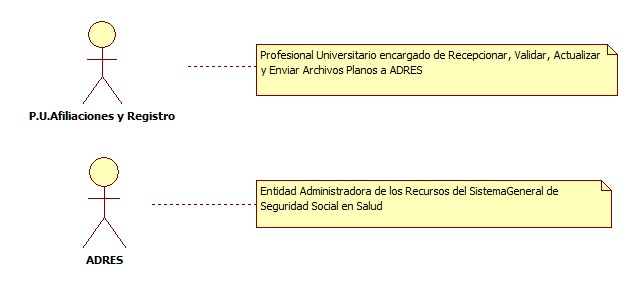 Profesional Universitario encargado de Recepcionar, Validar, Actualizar
y Enviar Archivos Planos a ADRES
P.U.Afiliaciones y Registro
Entidad Administradora de los Recursos del SistemaGeneral de
Seguridad Social en Salud
ADRES